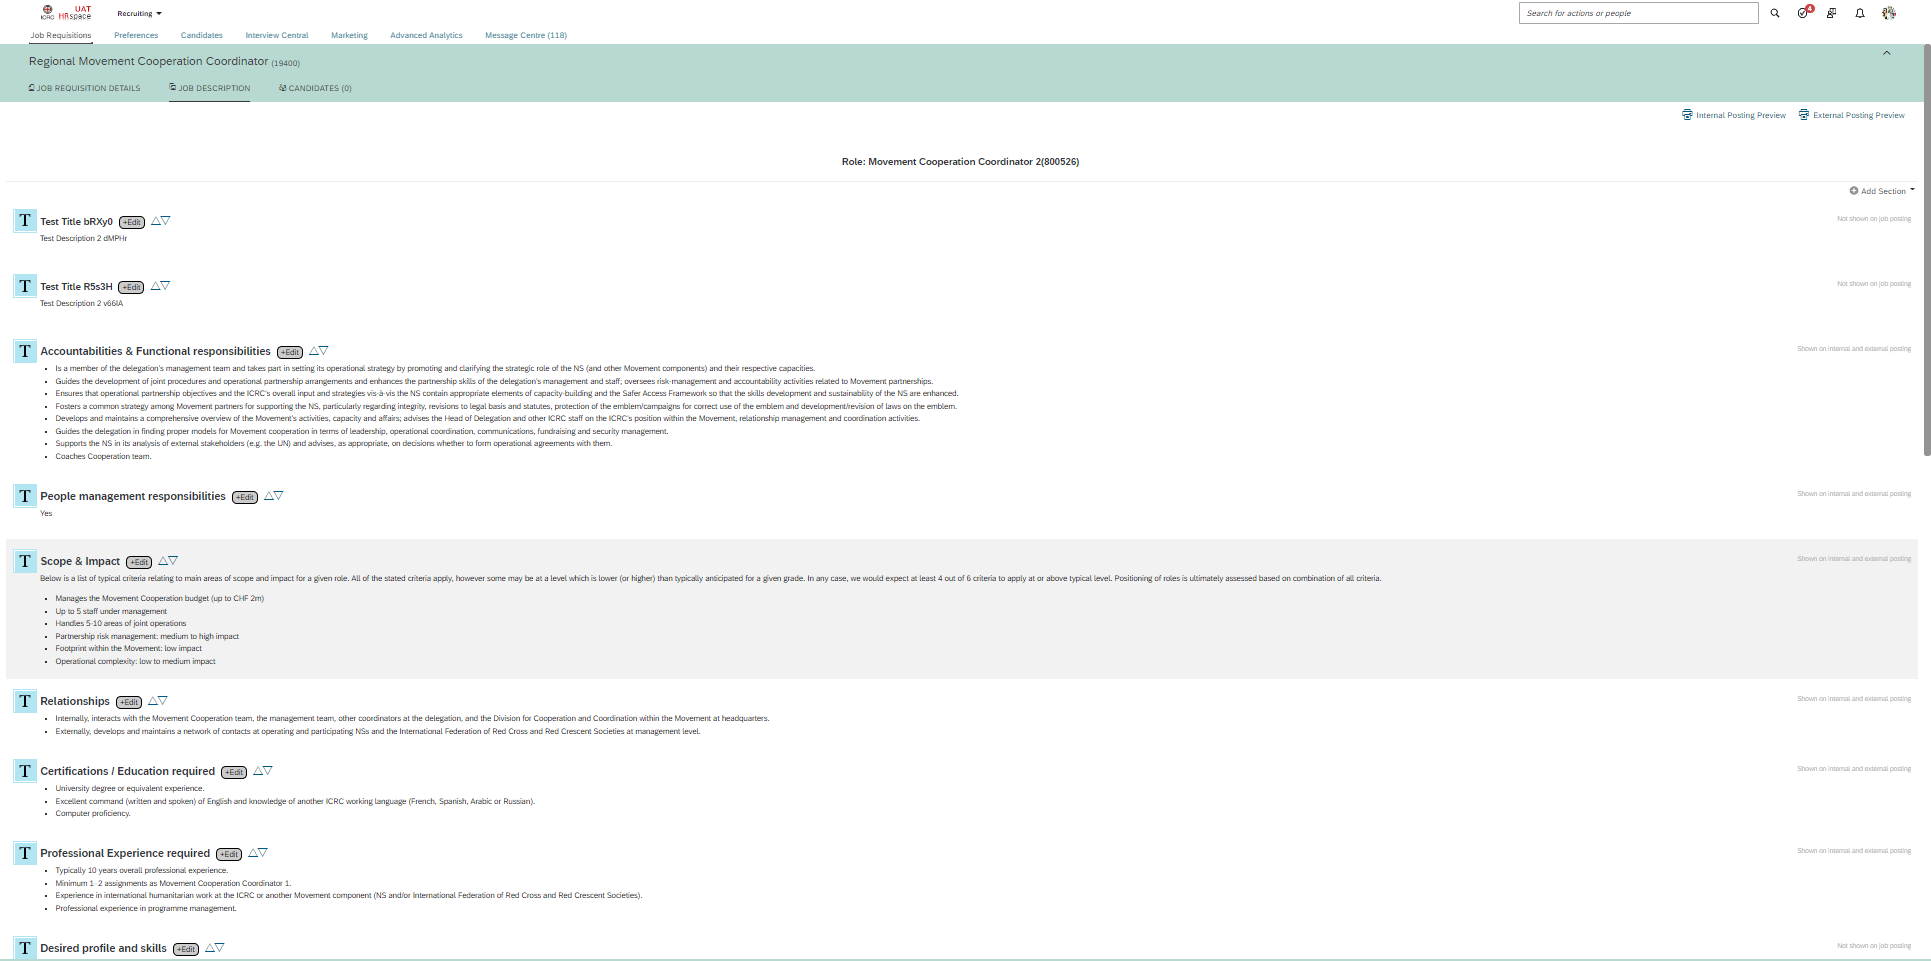 ICRC
UAT
HRspace
Recruiting
Search for actions or people
4
Job Requisitions
Preferences
Candidates
Interview Central
Marketing
Advanced Analytics
Message Centre (118)
Regional Movement Cooperation Coordinator (19400)
JOB REQUISITION DETAILS
JOB DESCRIPTION
CANDIDATES (0)
Internal Posting Preview
External Posting Preview
Role: Movement Cooperation Coordinator 2(800526)
Add Section
T Test Title bRXy0 +Edit
Not shown on job posting
Test Description 2 dMPHr
T Test Title R5s3H +Edit
Not shown on job posting
Test Description 2 v66IA
T Accountabilities & Functional responsibilities +Edit
Shown on internal and external posting
• Is a member of the delegation's management team and takes part in setting its operational strategy by promoting and clarifying the strategic role of the NS (and other Movement components) and their respective capacities.
• Guides the development of joint procedures and operational partnership arrangements and enhances the partnership skills of the delegation's management and staff; oversees risk-management and accountability activities related to Movement partnerships.
• Ensures that operational partnership objectives and the ICRC's overall input and strategies vis-à-vis the NS contain appropriate elements of capacity-building and the Safer Access Framework so that the skills development and sustainability of the NS are enhanced.
• Fosters a common strategy among Movement partners for supporting the NS, particularly regarding integrity, revisions to legal basis and statutes, protection of the emblem/campaigns for correct use of the emblem and development/revision of laws on the emblem.
• Develops and maintains a comprehensive overview of the Movement's activities, capacity and affairs; advises the Head of Delegation and other ICRC staff on the ICRC's position within the Movement, relationship management and coordination activities.
• Guides the delegation in finding proper models for Movement cooperation in terms of leadership, operational coordination, communications, fundraising and security management.
• Supports the NS in its analysis of external stakeholders (e.g. the UN) and advises, as appropriate, on decisions whether to form operational agreements with them.
• Coaches Cooperation team.
T People management responsibilities +Edit
Shown on internal and external posting
Yes
T Scope & Impact +Edit
Shown on internal and external posting
Below is a list of typical criteria relating to main areas of scope and impact for a given role. All of the stated criteria apply, however some may be at a level which is lower (or higher) than typically anticipated for a given grade. In any case, we would expect at least 4 out of 6 criteria to apply at or above typical level. Positioning of roles is ultimately assessed based on combination of all criteria.
• Manages the Movement Cooperation budget (up to CHF 2m)
• Up to 5 staff under management
• Handles 5-10 areas of joint operations
• Partnership risk management: medium to high impact
• Footprint within the Movement: low impact
• Operational complexity: low to medium impact
T Relationships +Edit
Shown on internal and external posting
• Internally, interacts with the Movement Cooperation team, the management team, other coordinators at the delegation, and the Division for Cooperation and Coordination within the Movement at headquarters.
• Externally, develops and maintains a network of contacts at operating and participating NSs and the International Federation of Red Cross and Red Crescent Societies at management level.
T Certifications / Education required +Edit
Shown on internal and external posting
• University degree or equivalent experience.
• Excellent command (written and spoken) of English and knowledge of another ICRC working language (French, Spanish, Arabic or Russian).
• Computer proficiency.
T Professional Experience required +Edit
Shown on internal and external posting
• Typically 10 years overall professional experience.
• Minimum 1–2 assignments as Movement Cooperation Coordinator 1.
• Experience in international humanitarian work at the ICRC or another Movement component (NS and/or International Federation of Red Cross and Red Crescent Societies).
• Professional experience in programme management.
T Desired profile and skills +Edit
Not shown on job posting